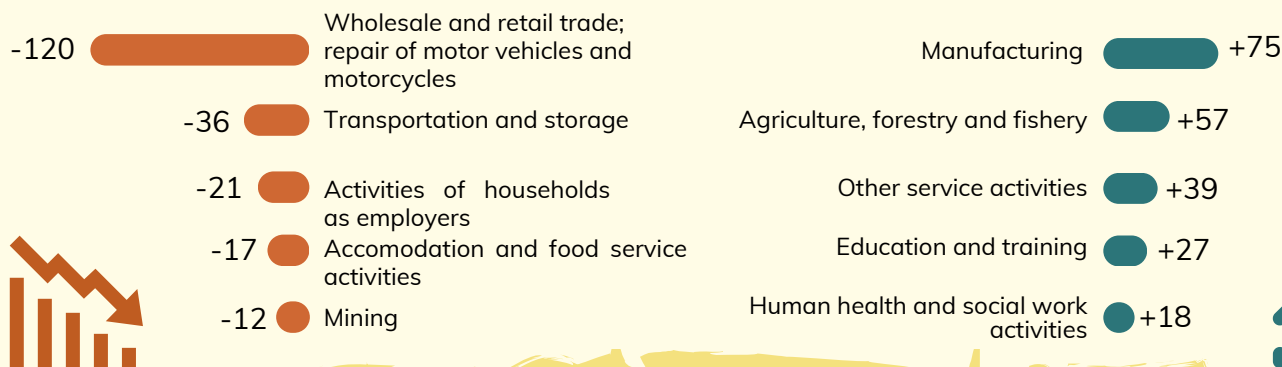 -120
Wholesale and retail trade;
repair of motor vehicles and
motorcycles
-36
Transportation and storage
-21
Activities of households
as employers
-17
Accomodation and food service
activities
-12
Mining
Manufacturing
+75
Agriculture, forestry and fishery
+57
Other service activities
+39
Education and training
+27
Human health and social work
activities
+18